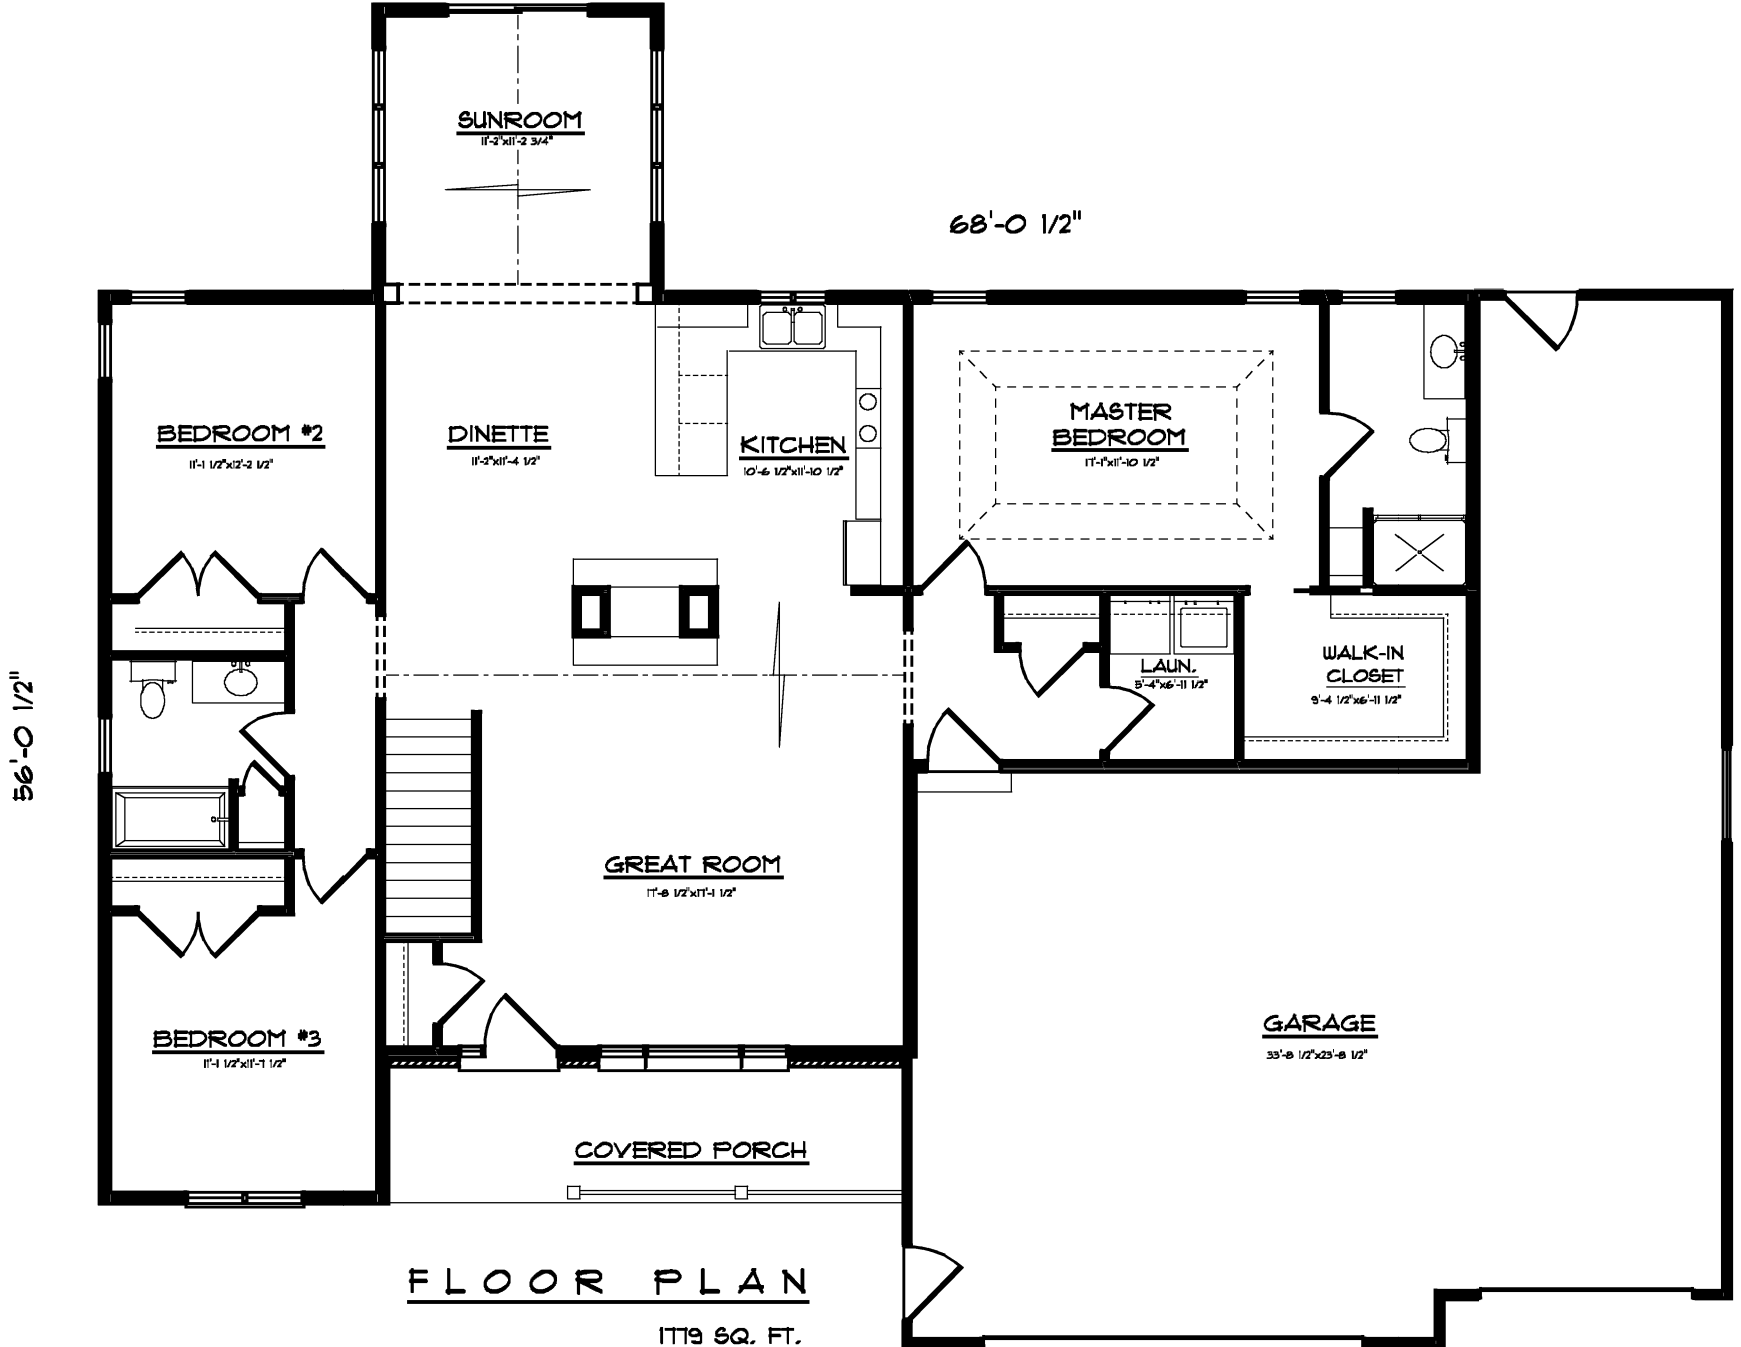 SUNROOM
11'-2"x11'-2 3/4"
68'-0 1/2"
BEDROOM #2
11'-1 1/2"x12'-2 1/2"
DINETTE
11'-2"x11'-4 1/2"
KITCHEN
10'-6 1/2"x11'-10 1/2"
MASTER
BEDROOM
17'-1"x11'-10 1/2"
LAUN.
5'-4"x6'-11 1/2"
WALK-IN
CLOSET
9'-4 1/2"x6'-11 1/2"
56'-0 1/2"
GREAT ROOM
17'-8 1/2"x17'-1 1/2"
BEDROOM #3
11'-1 1/2"x11'-7 1/2"
GARAGE
33'-8 1/2"x23'-8 1/2"
COVERED PORCH
FLOOR PLAN
1779 SQ. FT.